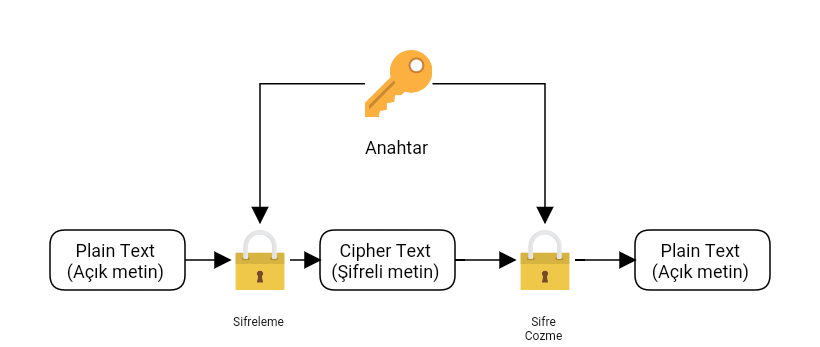 Anahtar
Plain Text
(Açık metin)
Cipher Text
(Şifreli metin)
Plain Text
(Açık metin)
Sifreleme
Sifre
Cozme